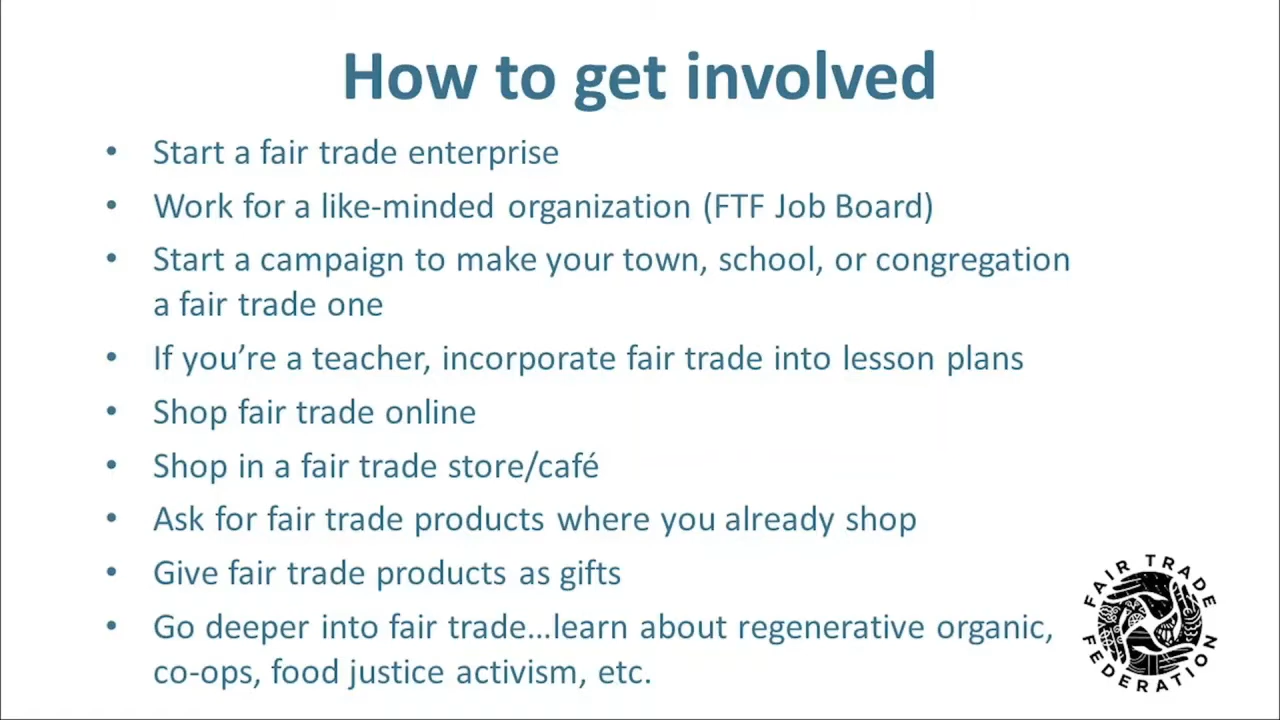 How to get involved
• Start a fair trade enterprise
• Work for a like-minded organization (FTF Job Board)
• Start a campaign to make your town, school, or congregation
a fair trade one
• If you’re a teacher, incorporate fair trade into lesson plans
• Shop fair trade online
• Shop in a fair trade store/café
• Ask for fair trade products where you already shop
• Give fair trade products as gifts
• Go deeper into fair trade...learn about regenerative organic,
co-ops, food justice activism, etc.
FAIR TRADE
FEDERATION